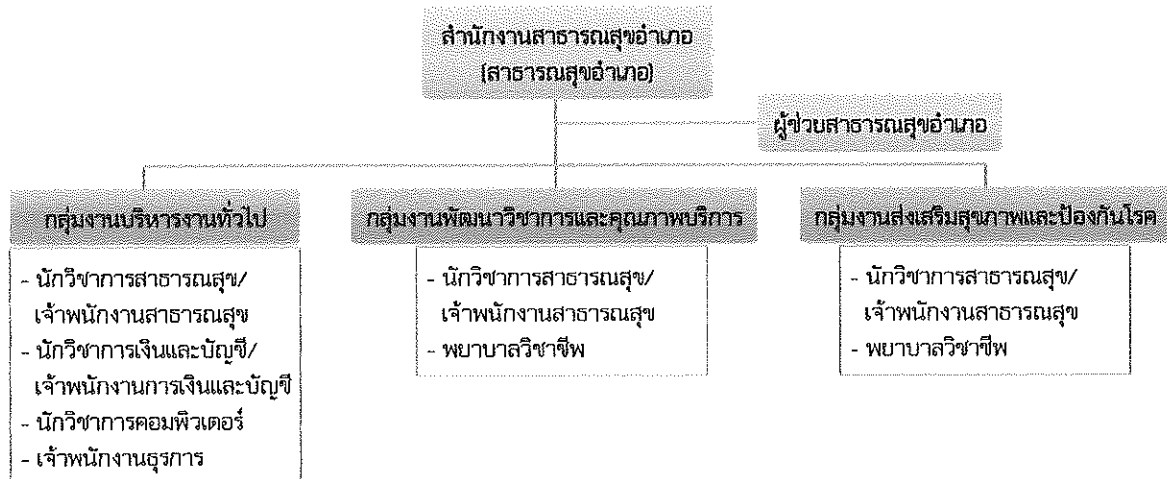 สำนักงานสาธารณสุขอำเภอ
(สาธารณสุขอำเภอ)
ผู้ช่วยสาธารณสุขอำเภอ
กลุ่มงานบริหารงานทั่วไป
- นักวิชาการสาธารณสุข/
เจ้าพนักงานสาธารณสุข
- นักวิชาการเงินและบัญชี/
เจ้าพนักงานการเงินและบัญชี
- นักวิชาการคอมพิวเตอร์
- เจ้าพนักงานธุรการ
กลุ่มงานพัฒนาวิชาการและคุณภาพบริการ
- นักวิชาการสาธารณสุข/
เจ้าพนักงานสาธารณสุข
- พยาบาลวิชาชีพ
กลุ่มงานส่งเสริมสุขภาพและป้องกันโรค
- นักวิชาการสาธารณสุข/
เจ้าพนักงานสาธารณสุข
- พยาบาลวิชาชีพ